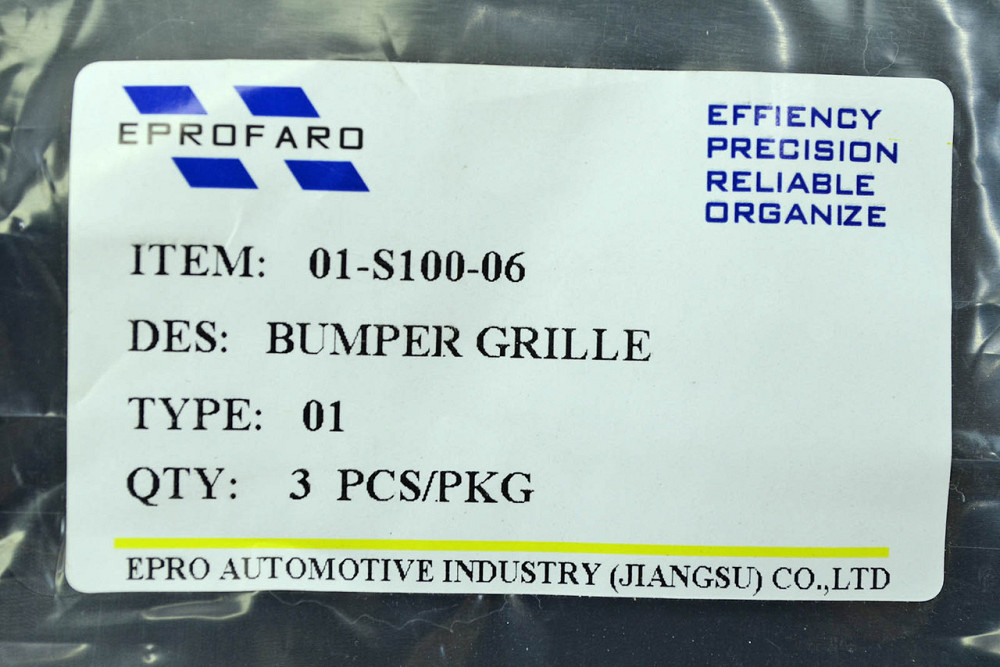 EPROFARO
EFFIENCY
PRECISION
RELIABLE
ORGANIZE
ITEM: 01-S100-06
DES: BUMPER GRILLE
TYPE: 01
QTY: 3 PCS/PKG
EPRO AUTOMOTIVE INDUSTRY (JIANGSU) CO.,LTD